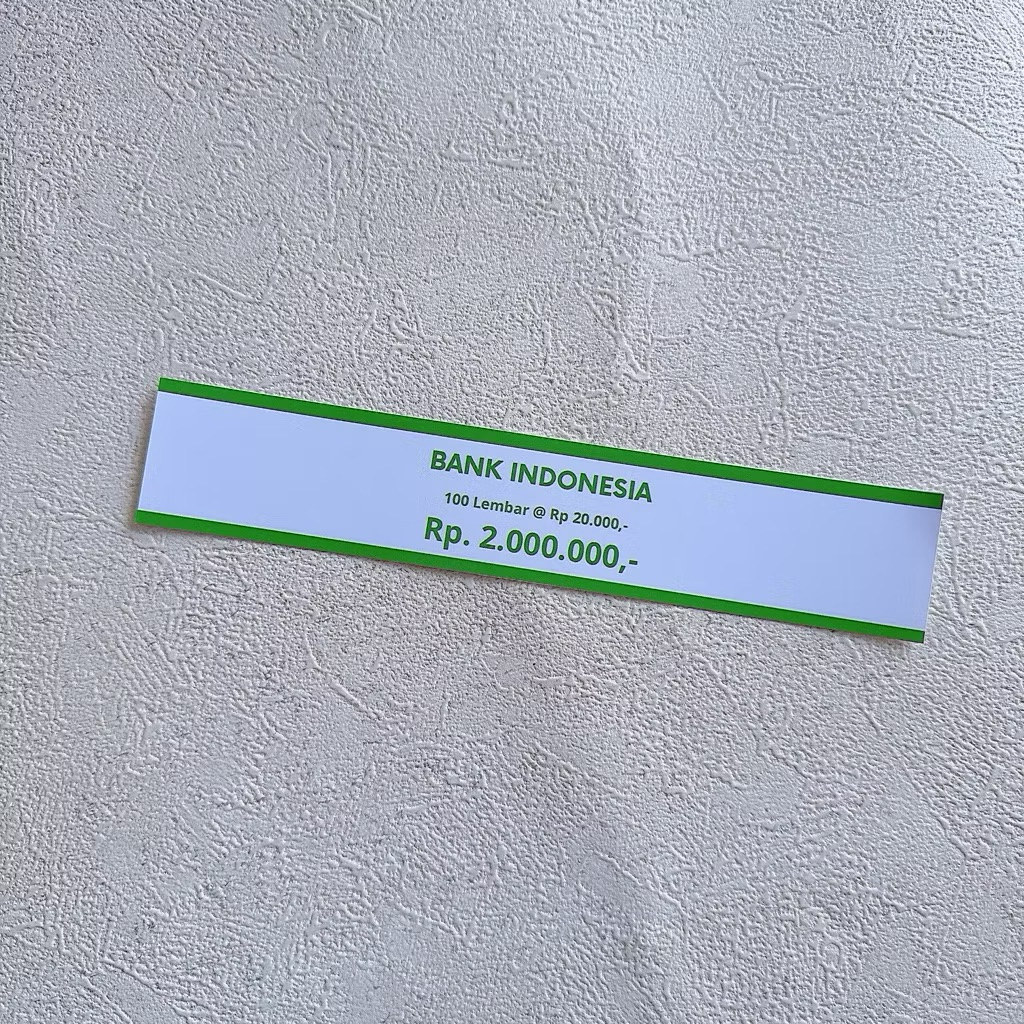 BANK INDONESIA
100 Lembar @ Rp 20.000,-
Rp. 2.000.000,-